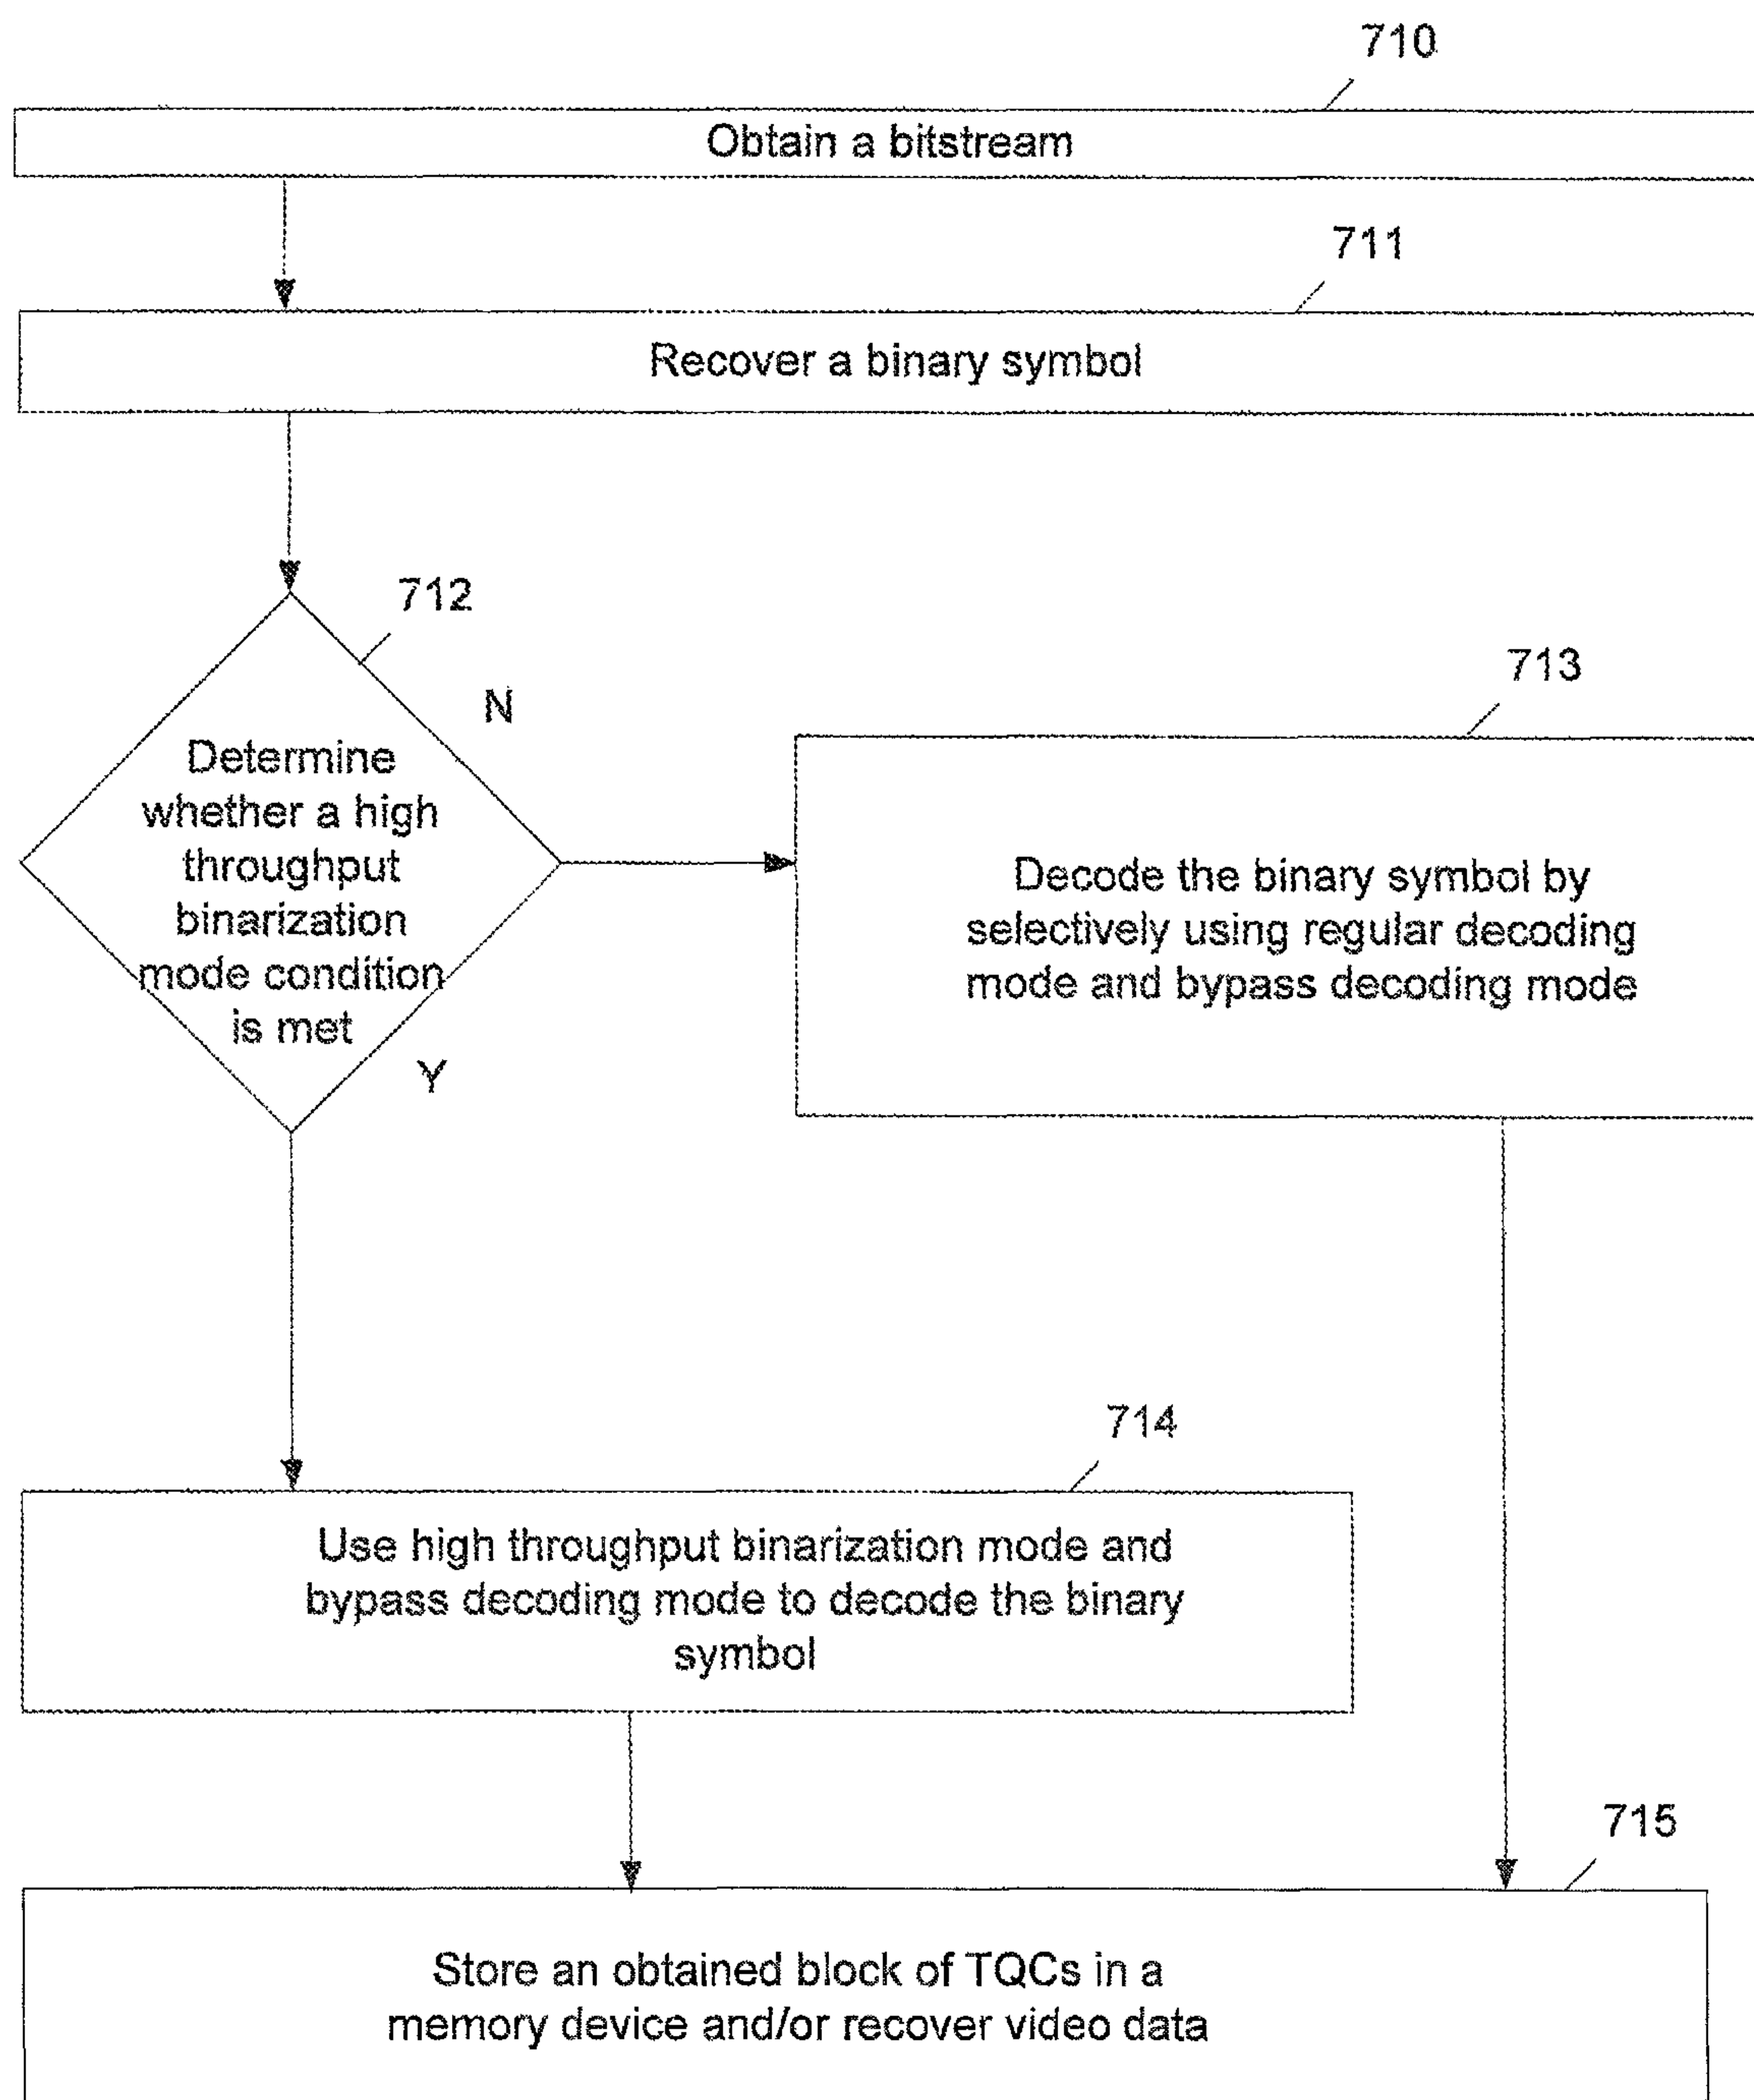 710
Obtain a bitstream
711
Recover a binary symbol
712
N
713
Determine
whether a high
throughput
binarization
mode condition
is met
Decode the binary symbol by
selectively using regular decoding
mode and bypass decoding mode
Y
714
Use high throughput binarization mode and
bypass decoding mode to decode the binary
symbol
715
Store an obtained block of TQCs in a
memory device and/or recover video data